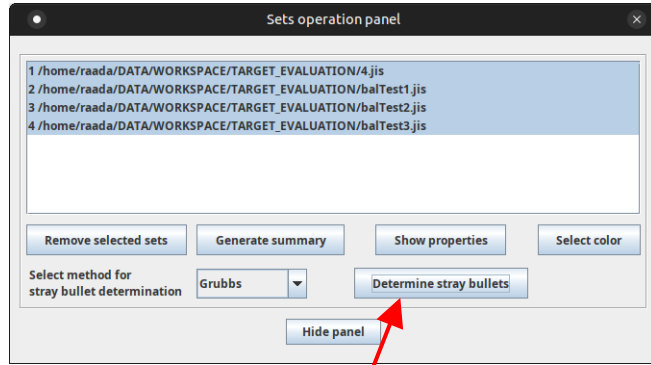 Sets operation panel
1 /home/raada/DATA/WORKSPACE/TARGET_EVALUATION/4.jis
2 /home/raada/DATA/WORKSPACE/TARGET_EVALUATION/balTest1.jis
3 /home/raada/DATA/WORKSPACE/TARGET_EVALUATION/balTest2.jis
4 /home/raada/DATA/WORKSPACE/TARGET_EVALUATION/balTest3.jis
Remove selected sets
Generate summary
Show properties
Select color
Select method for
stray bullet determination
Grubbs
Determine stray bullets
Hide panel